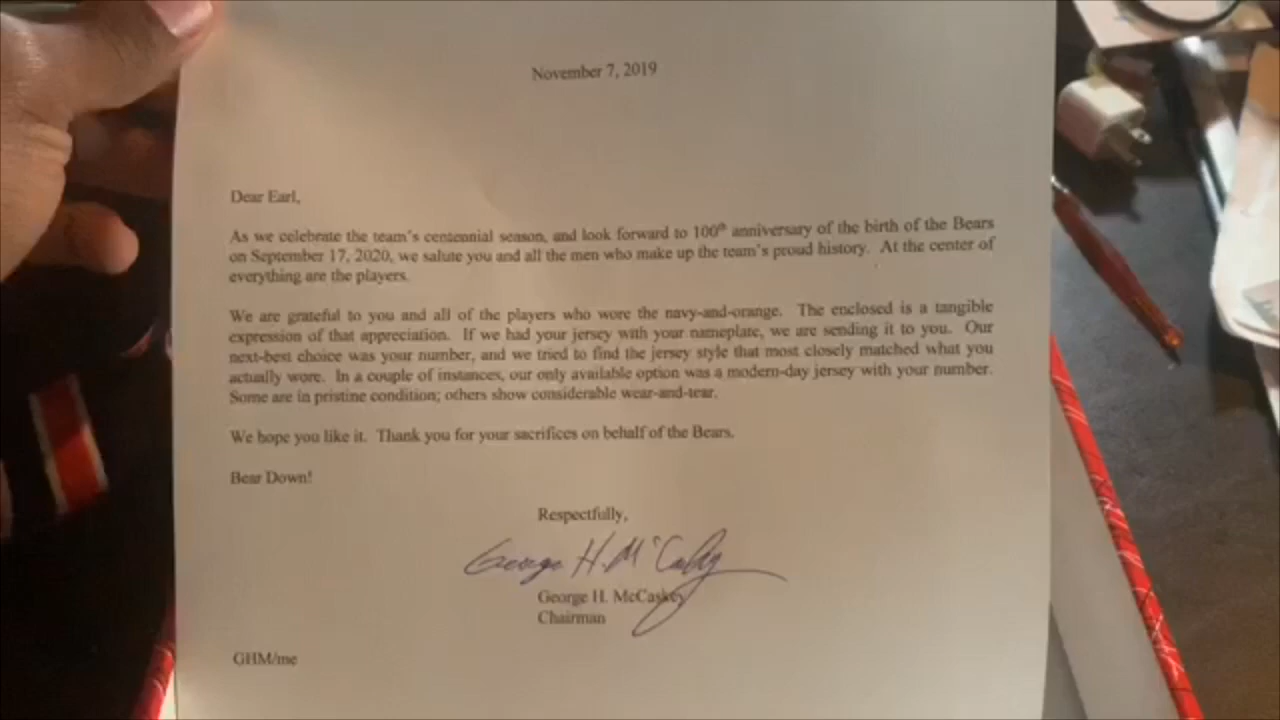 November 7, 2019
Dear Earl,
As we celebrate the team's centennial season, and look forward to 100th anniversary of the birth of the Bears
on September 17, 2020, we salute you and all the men who make up the team's proud history. At the center of
everything are the players.
We are grateful to you and all of the players who wore the navy-and-orange. The enclosed is a tangible
expression of that appreciation. If we had your jersey with your nameplate, we are sending it to you. Our
next-best choice was your number, and we tried to find the jersey style that most closely matched what you
actually wore. In a couple of instances, our only available option was a modern-day jersey with your number.
Some are in pristine condition; others show considerable wear-and-tear.
We hope you like it. Thank you for your sacrifices on behalf of the Bears.
Bear Down!
Respectfully,
George H. McCaskey
George H. McCaskey
Chairman
GHM/me